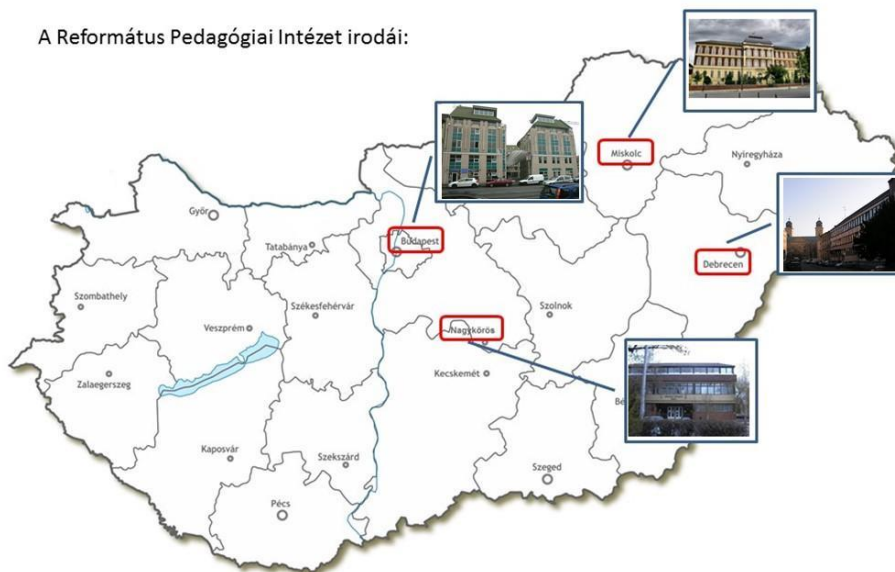 A Református Pedagógiai Intézet irodái:
Miskolc
Nyíregyháza
Győr
Budapest
Tatabánya
Debrecen
Szombathely
Székesfehérvár
Szolnok
Veszprém
Nagykőrös
Zalaegerszeg
Kecskemét
Kaposvár
Szekszárd
Szeged
Pécs